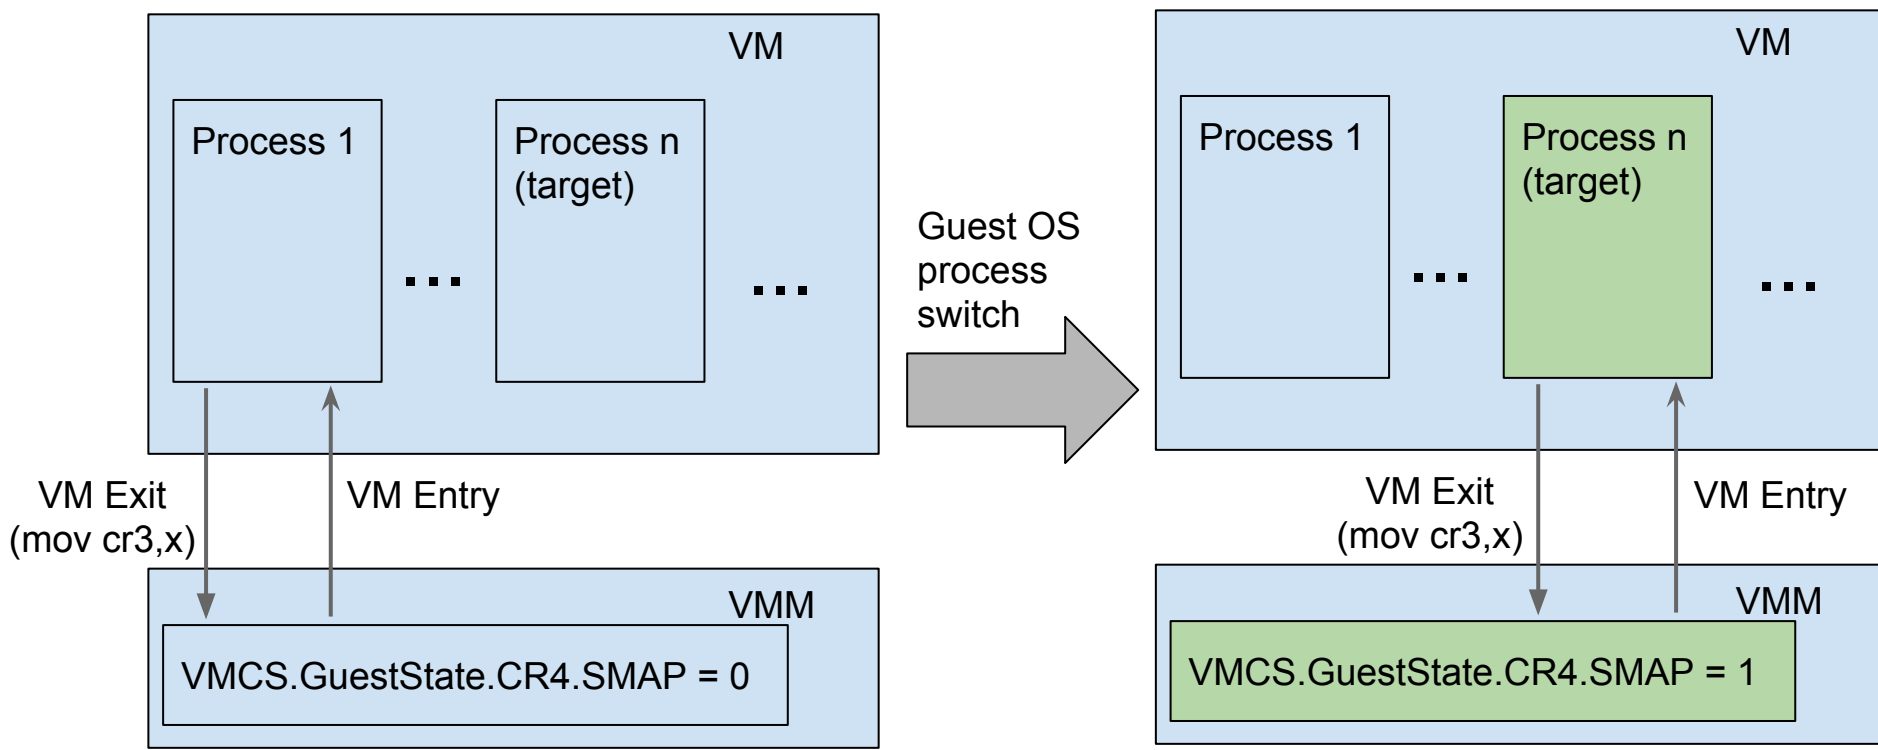 VM
Process 1
Process n
(target)
...
...
VM Exit
(mov cr3,x)
VM Entry
VMM
VMCS.GuestState.CR4.SMAP = 0
Guest OS
process
switch
VM
Process 1
Process n
(target)
...
...
VM Exit
(mov cr3,x)
VM Entry
VMM
VMCS.GuestState.CR4.SMAP = 1